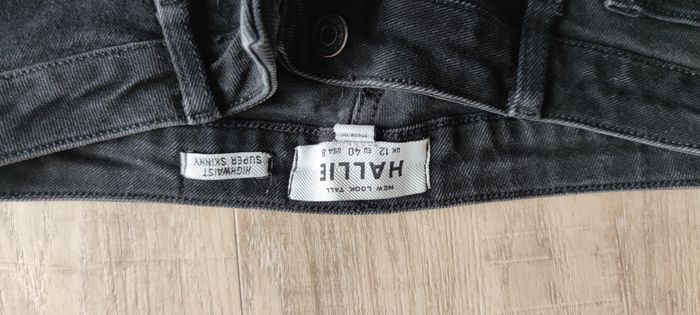 NEW LOOK TALL
HALLIE
UK 12 EU 40 USA 8
HIGHWAIST
SUPER SKINNY